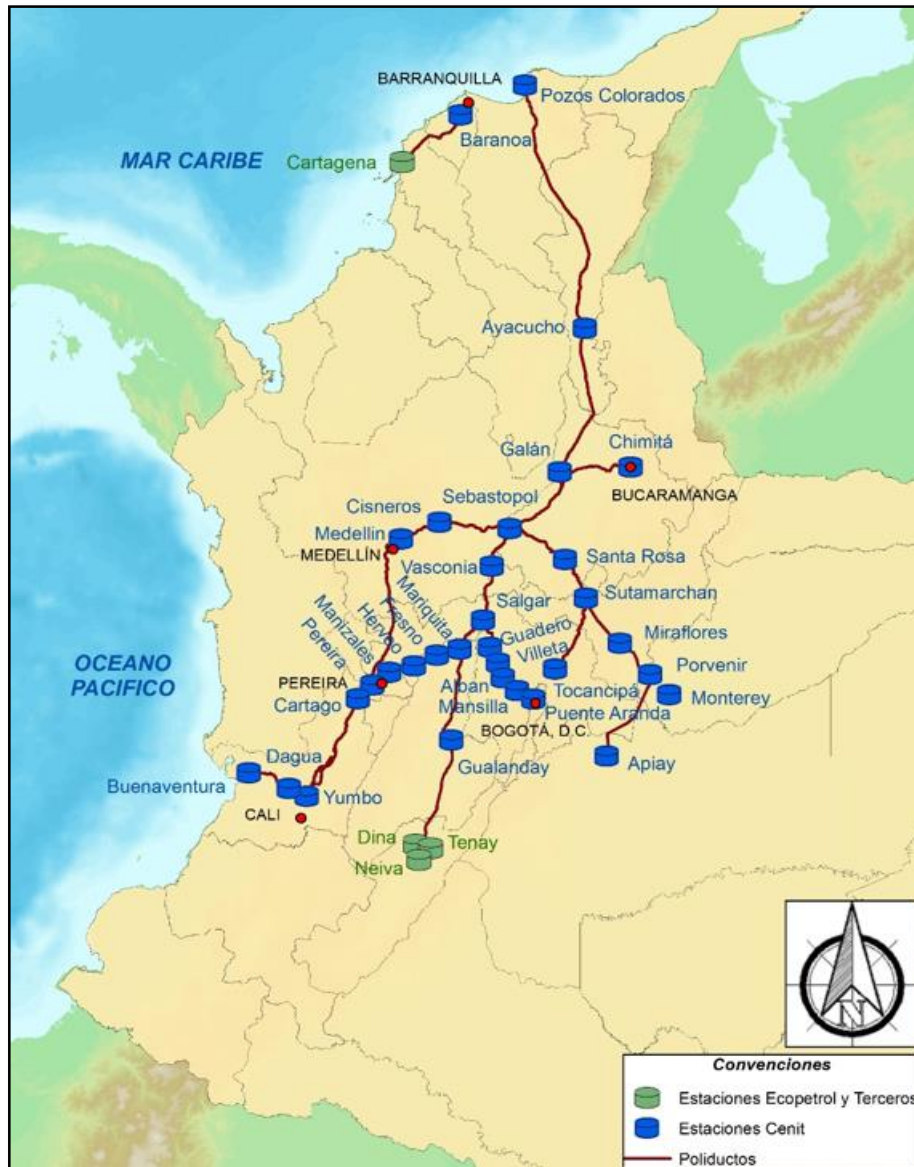 BARRANQUILLA
Pozos Colorados
Baranoa
MAR CARIBE
Cartagena
Ayacucho
Galán
Chimitá
BUCARAMANGA
Sebastopol
Cisneros
Medellin
MEDELLÍN
Vasconia
Santa Rosa
Sutamarchan
Salgar
Mariquita
Fresno
Herveo
Manizales
Pereira
Guadero
Villeta
Miraflores
Porvenir
Monterey
OCEANO
PACIFICO
PEREIRA
Cartago
Alban
Mansilla
Tocancipá
Puente Aranda
BOGOTÁ, D.C.
Apiay
Gualanday
Dagua
Buenaventura
Yumbo
CALI
Dina
Tenay
Neiva
N
Convenciones
Estaciones Ecopetrol y Terceros
Estaciones Cenit
Poliductos